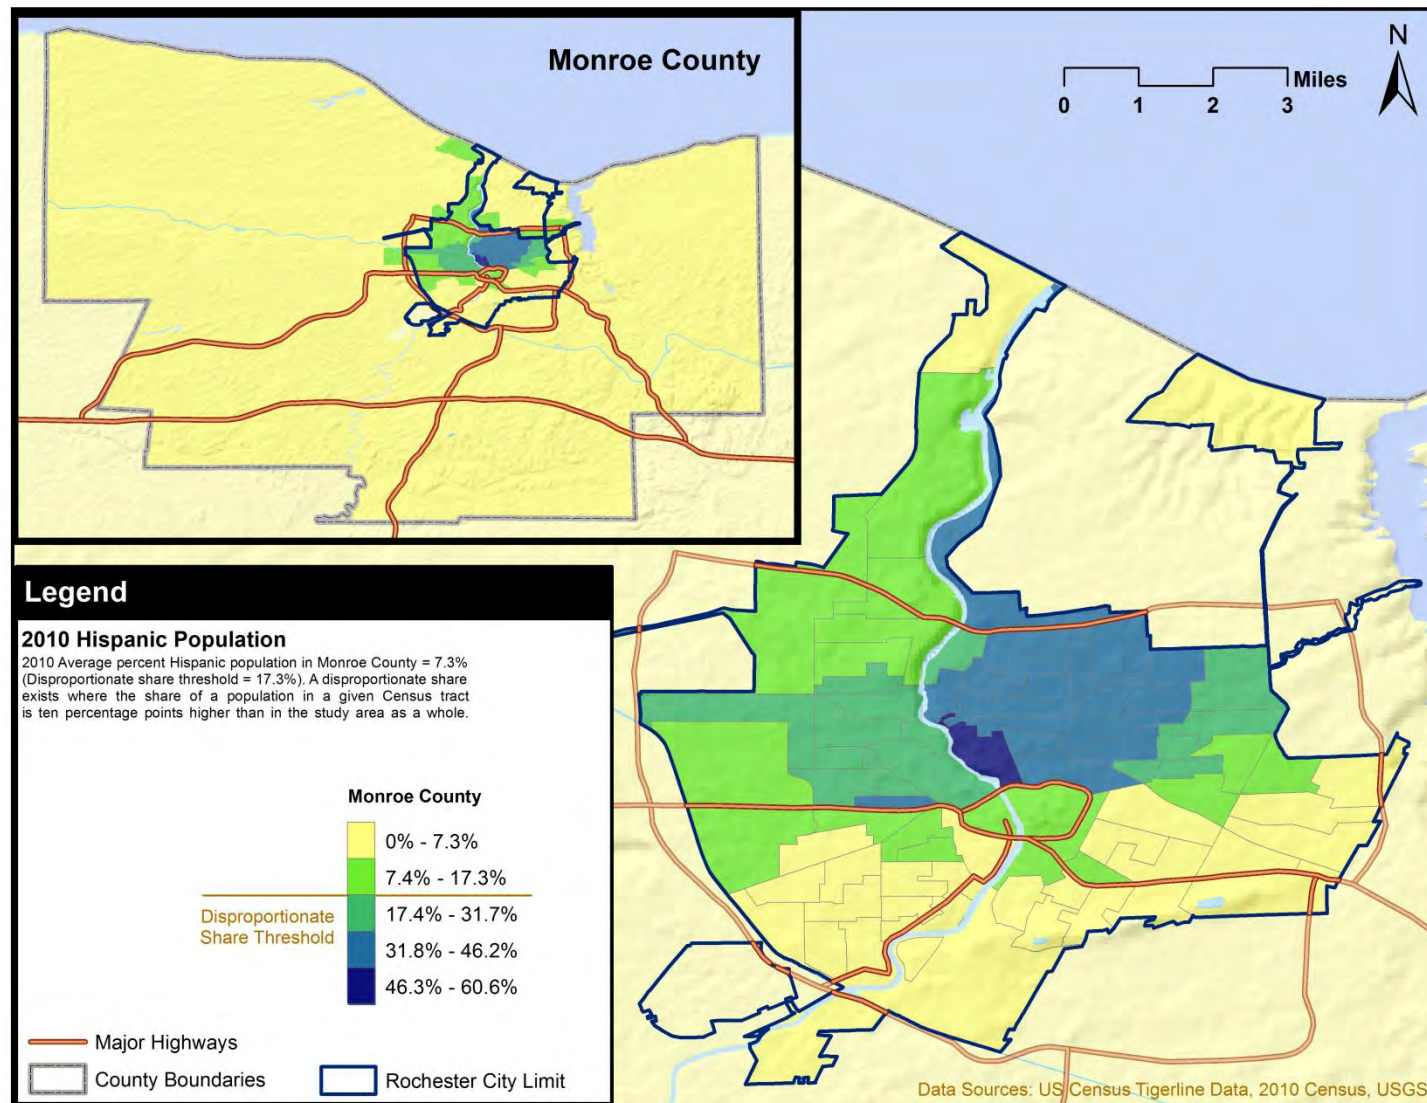 Monroe County
N
Miles
0 1 2 3
Legend
2010 Hispanic Population
2010 Average percent Hispanic population in Monroe County = 7.3%
(Disproportionate share threshold = 17.3%). A disproportionate share
exists where the share of a population in a given Census tract
is ten percentage points higher than in the study area as a whole.
Monroe County
0% - 7.3%
7.4% - 17.3%
Disproportionate
Share Threshold
17.4% - 31.7%
31.8% - 46.2%
46.3% - 60.6%
Major Highways
County Boundaries
Rochester City Limit
Data Sources: US Census Tigerline Data, 2010 Census, USGS